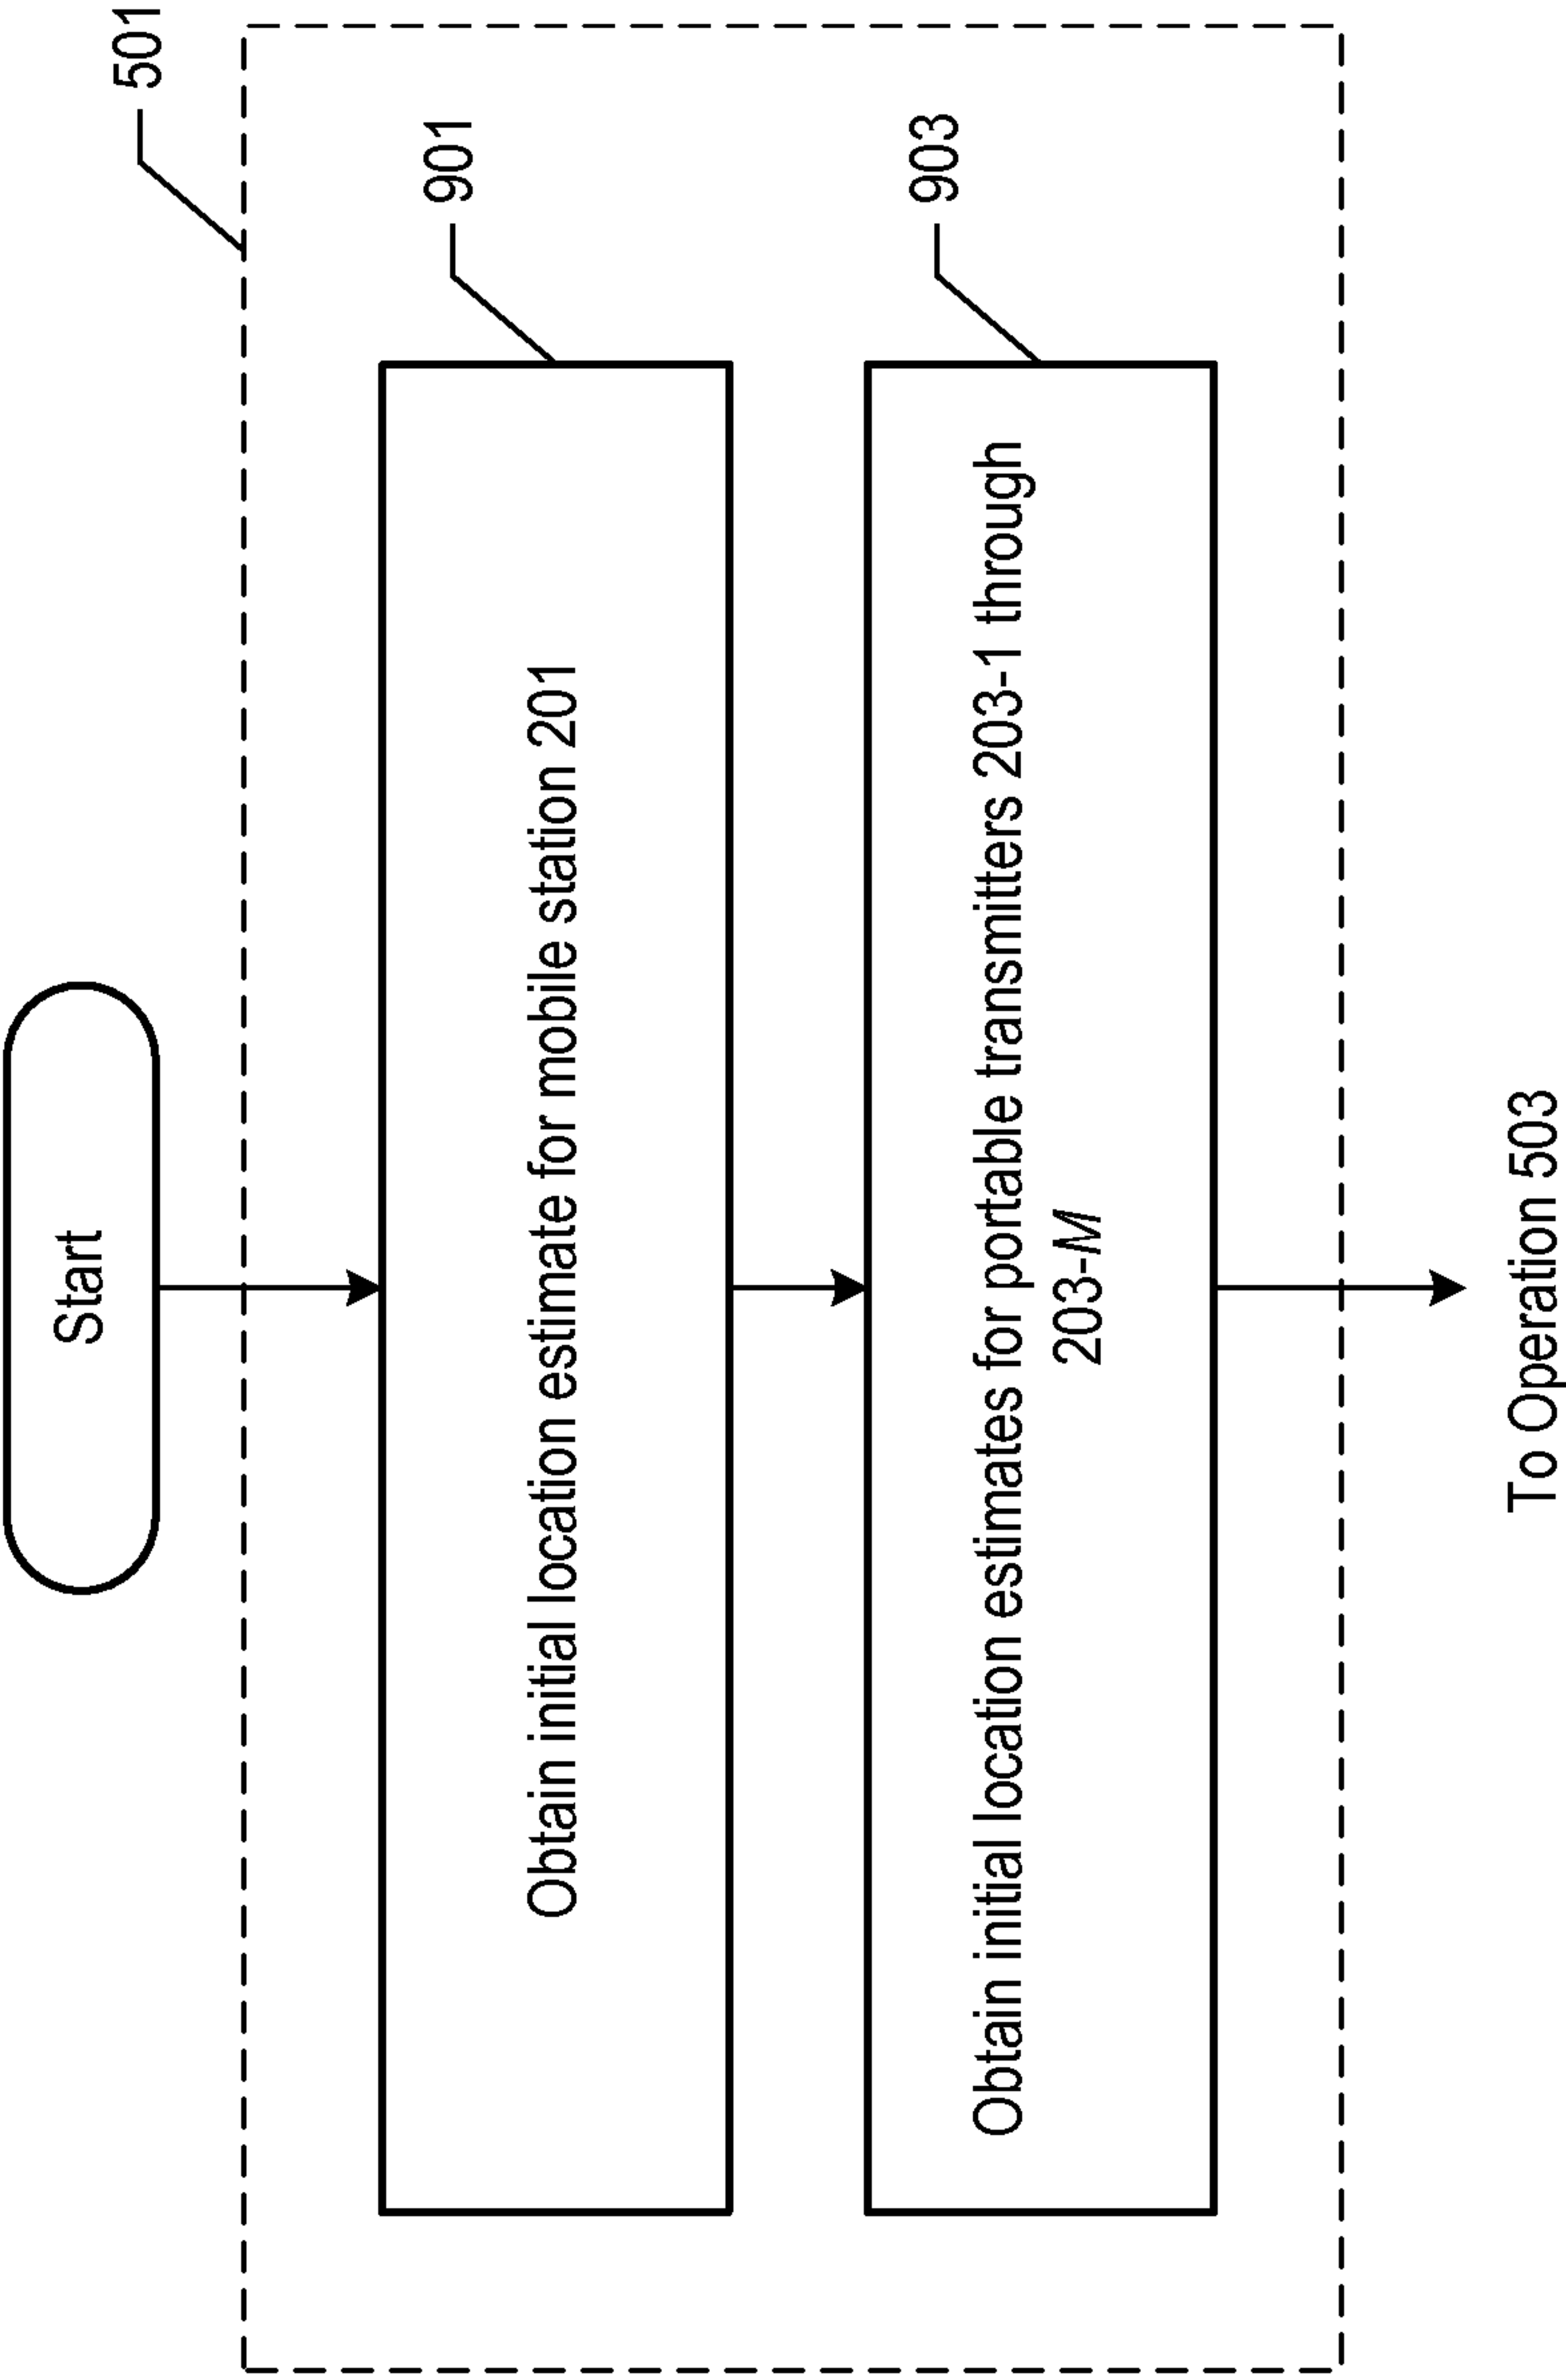 Start
501
901
Obtain initial location estimate for mobile station 201
903
Obtain initial location estimates for portable transmitters 203-1 through
203-M
To Operation 503